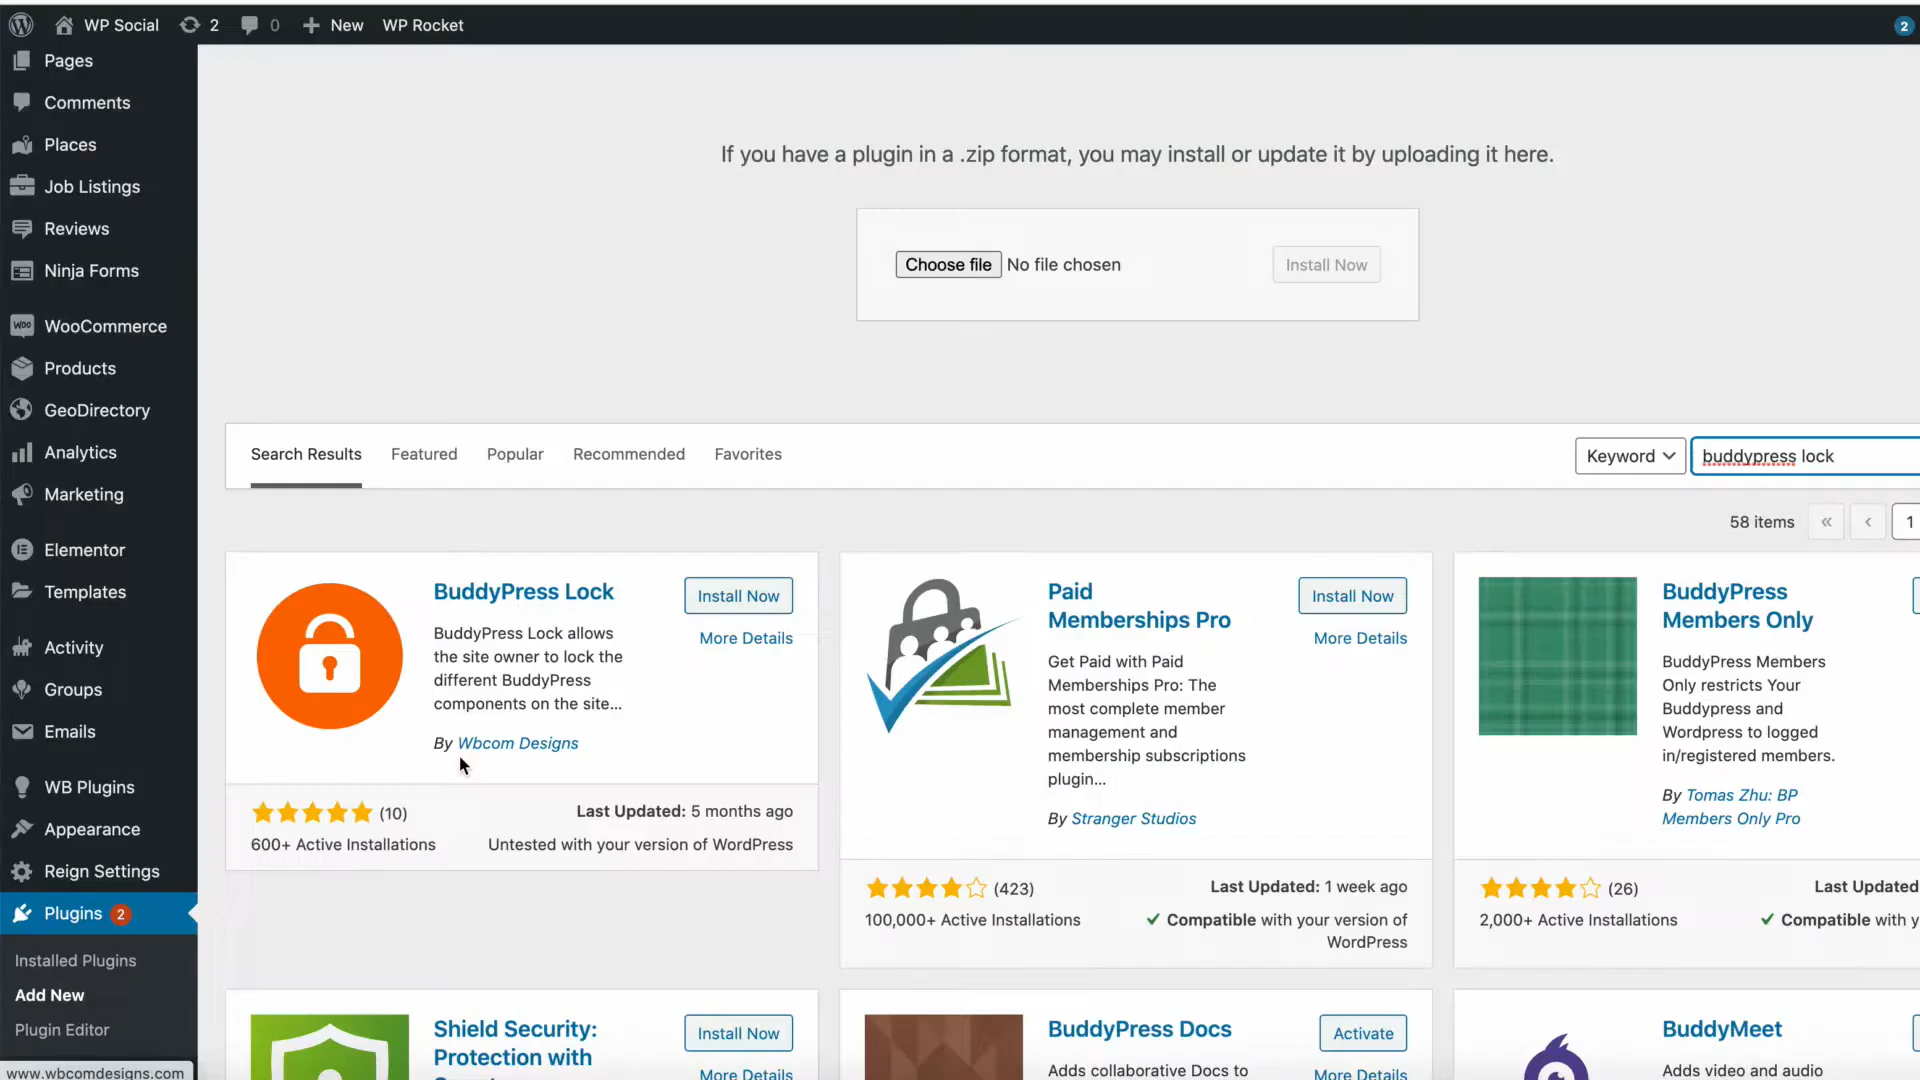 WP Social 2 0 New WP Rocket 2
Pages
Comments
Places
Job Listings
Reviews
Ninja Forms
WOO WooCommerce
Products
GeoDirectory
Analytics
Marketing
Elementor
Templates
Activity
Groups
Emails
WB Plugins
Appearance
Reign Settings
Plugins 2
Installed Plugins
Add New
Plugin Editor
www.wbcomdesigns.com
If you have a plugin in a .zip format, you may install or update it by uploading it here.
Choose file No file chosen Install Now
Search Results Featured Popular Recommended Favorites Keyword buddypress lock
58 items « ‹ 1
BuddyPress Lock
Install Now
More Details
BuddyPress Lock allows
the site owner to lock the
different BuddyPress
components on the site...
By Wbcom Designs
(10) Last Updated: 5 months ago
600+ Active Installations Untested with your version of WordPress
Paid
Memberships Pro
Install Now
More Details
Get Paid with Paid
Memberships Pro: The
most complete member
management and
membership subscriptions
plugin...
By Stranger Studios
(423) Last Updated: 1 week ago
100,000+ Active Installations Compatible with your version of
WordPress
BuddyPress
Members Only
BuddyPress Members
Only restricts Your
Buddypress and
Wordpress to logged
in/registered members.
By Tomas Zhu: BP
Members Only Pro
(26) Last Updated
2,000+ Active Installations Compatible with y
Shield Security:
Protection with
Install Now
More Details
BuddyPress Docs
Activate
More Details
Adds collaborative Docs to
BuddyMeet
Adds video and audio